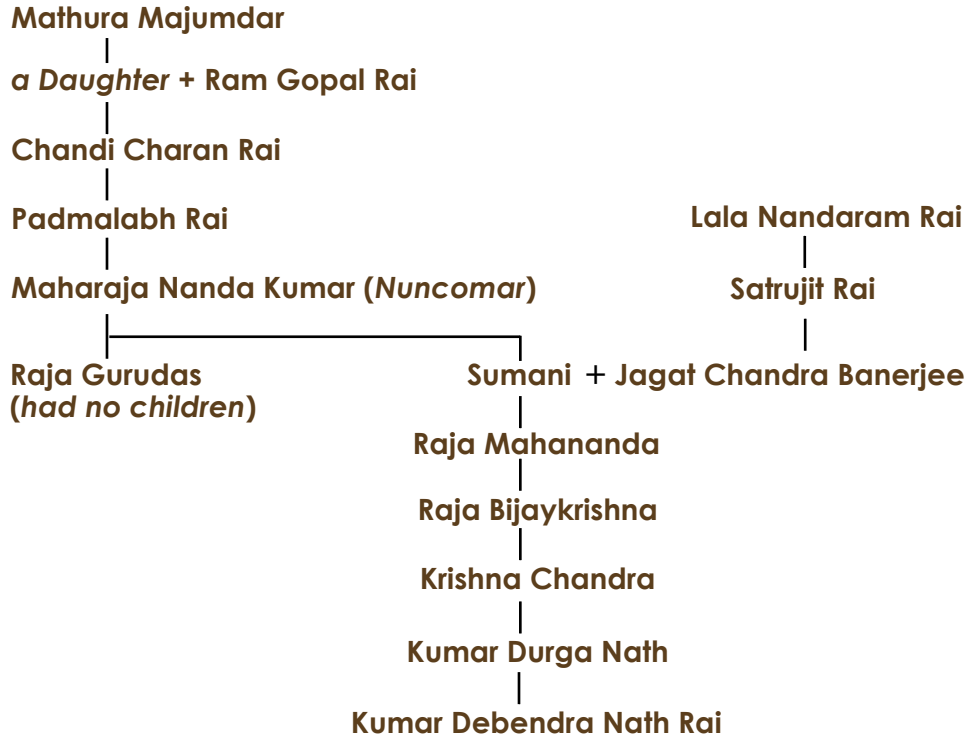 Mathura Majumdar
a Daughter + Ram Gopal Rai
Chandi Charan Rai
Padmalabh Rai
Lala Nandaram Rai
Maharaja Nanda Kumar (Nuncomar)
Satrujit Rai
Raja Gurudas
(had no children)
Sumani + Jagat Chandra Banerjee
Raja Mahananda
Raja Bijaykrishna
Krishna Chandra
Kumar Durga Nath
Kumar Debendra Nath Rai